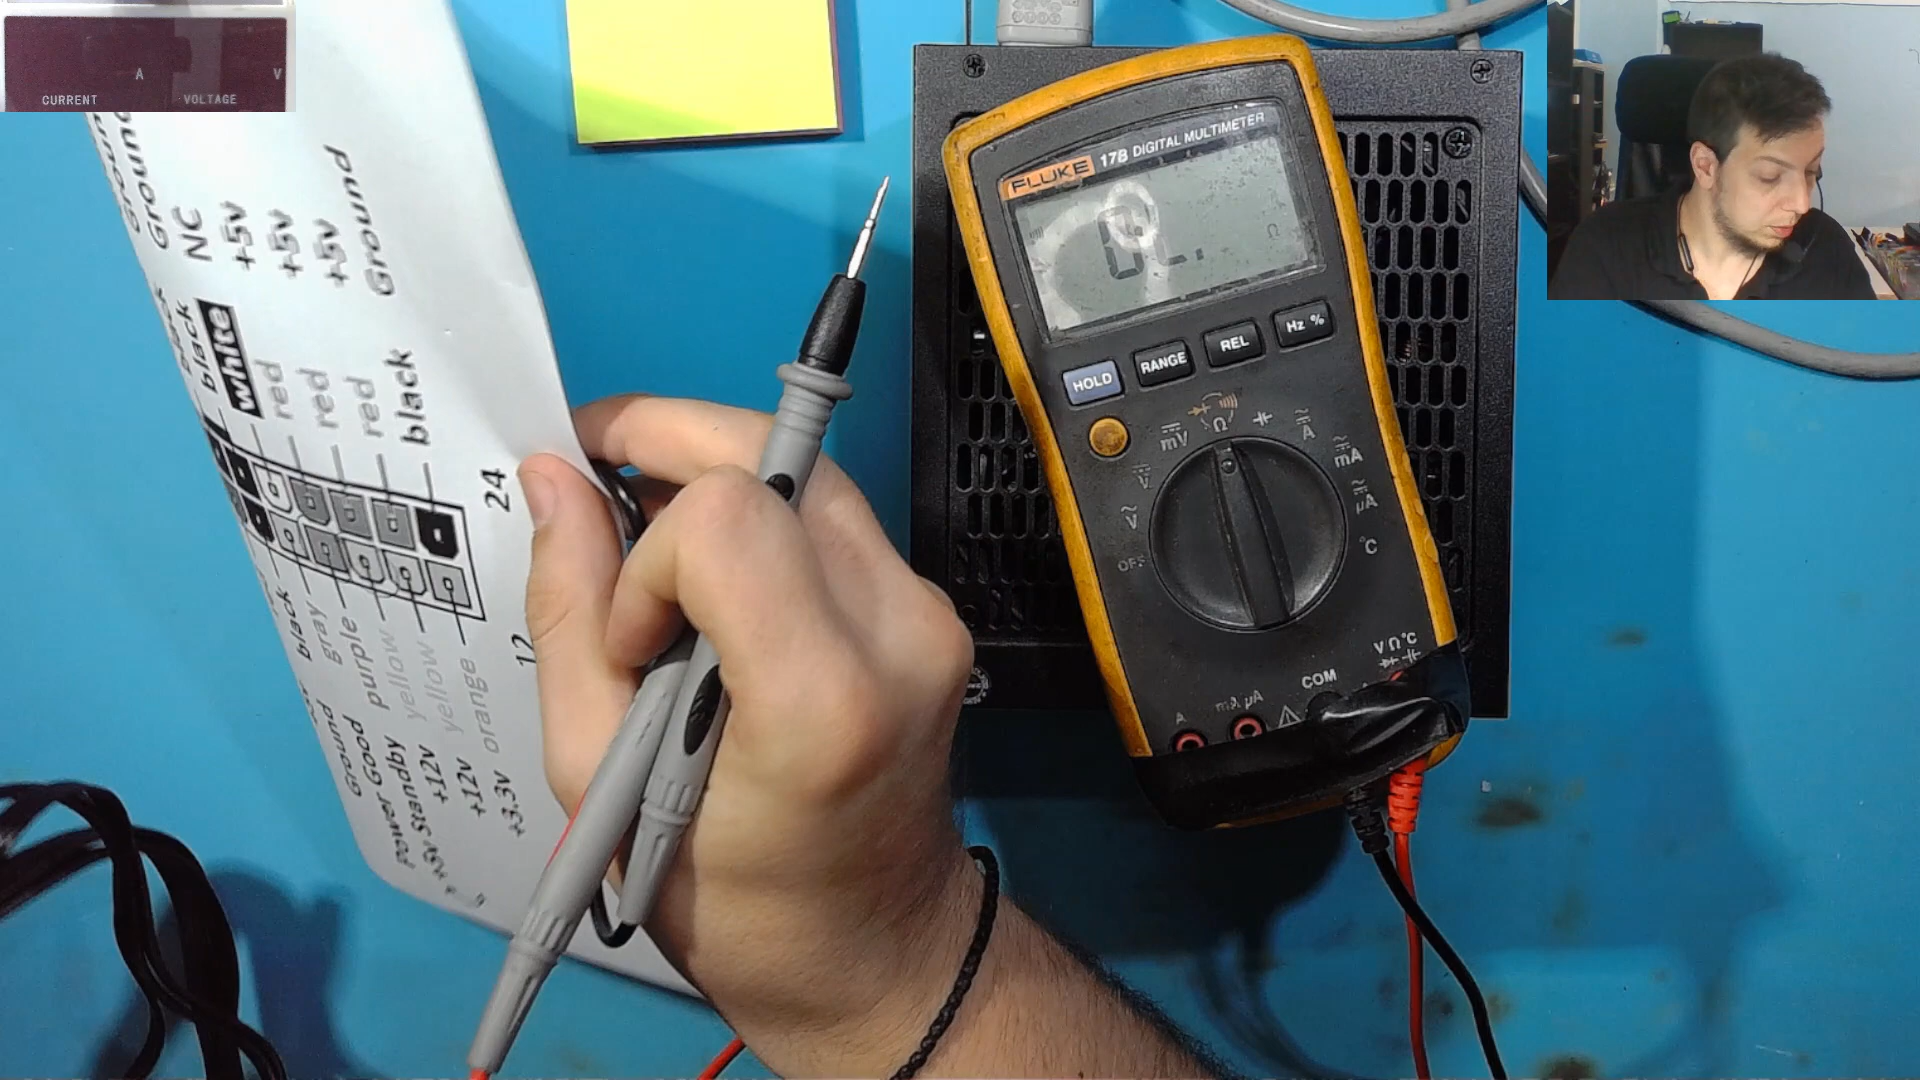 A V
CURRENT VOLTAGE
Ground
NC
+5v
+5v
+5v
Ground
black
white
red
red
red
black
24
12
black
gray
purple
yellow
yellow
orange
Ground
Power Good
Standby
+12v
+12v
+3.3v
FLUKE 17B DIGITAL MULTIMETER
OL.
Ω
HOLD RANGE REL Hz %
mV
Ω
A
mA
µA
°C
V
V
OFF
A
mA µA
COM
V Ω °C